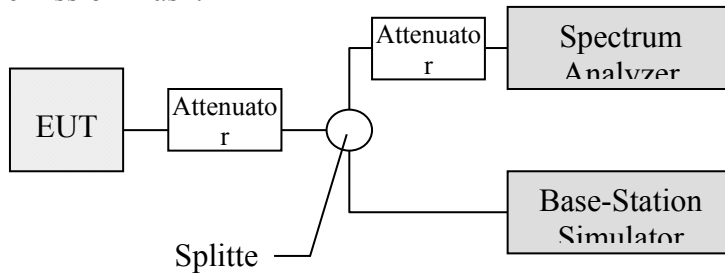 Attenuato
r
Spectrum
Analyzer
EUT
Attenuato
r
Base-Station
Simulator
Splitte